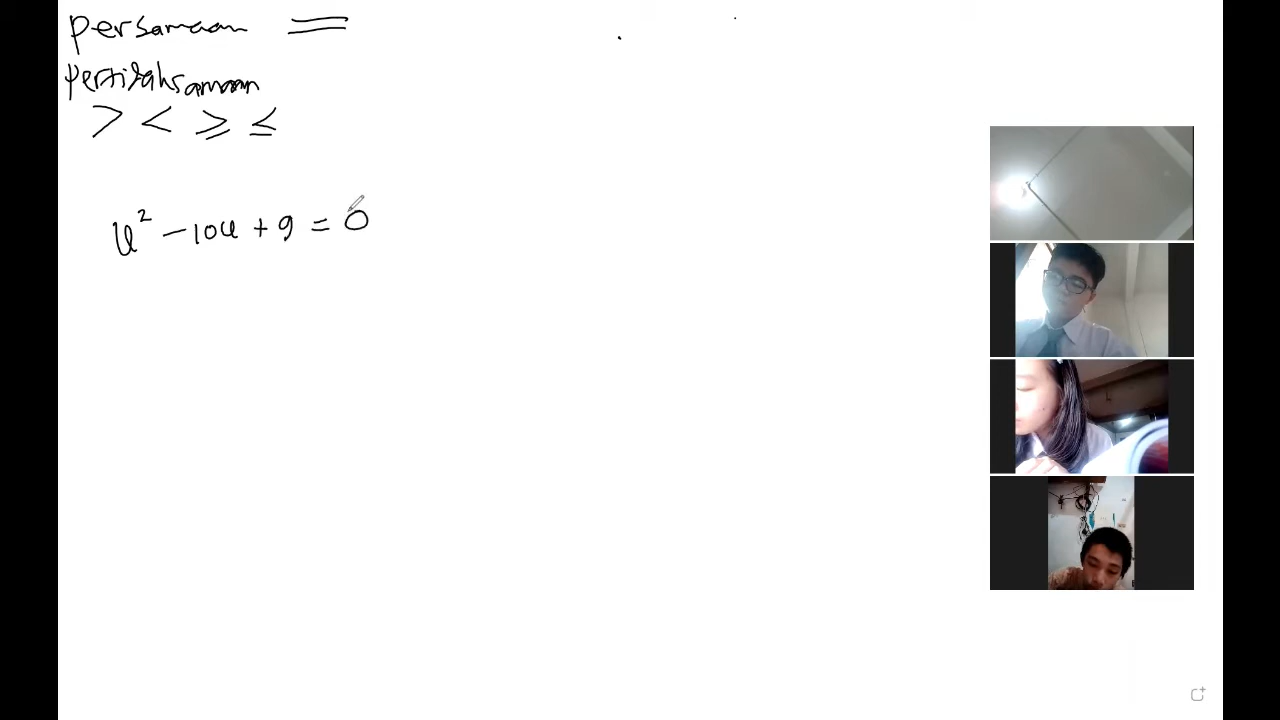 persamaan =
pertidaksamaan
> < ≥ ≤
u² - 10u + 9 = 0